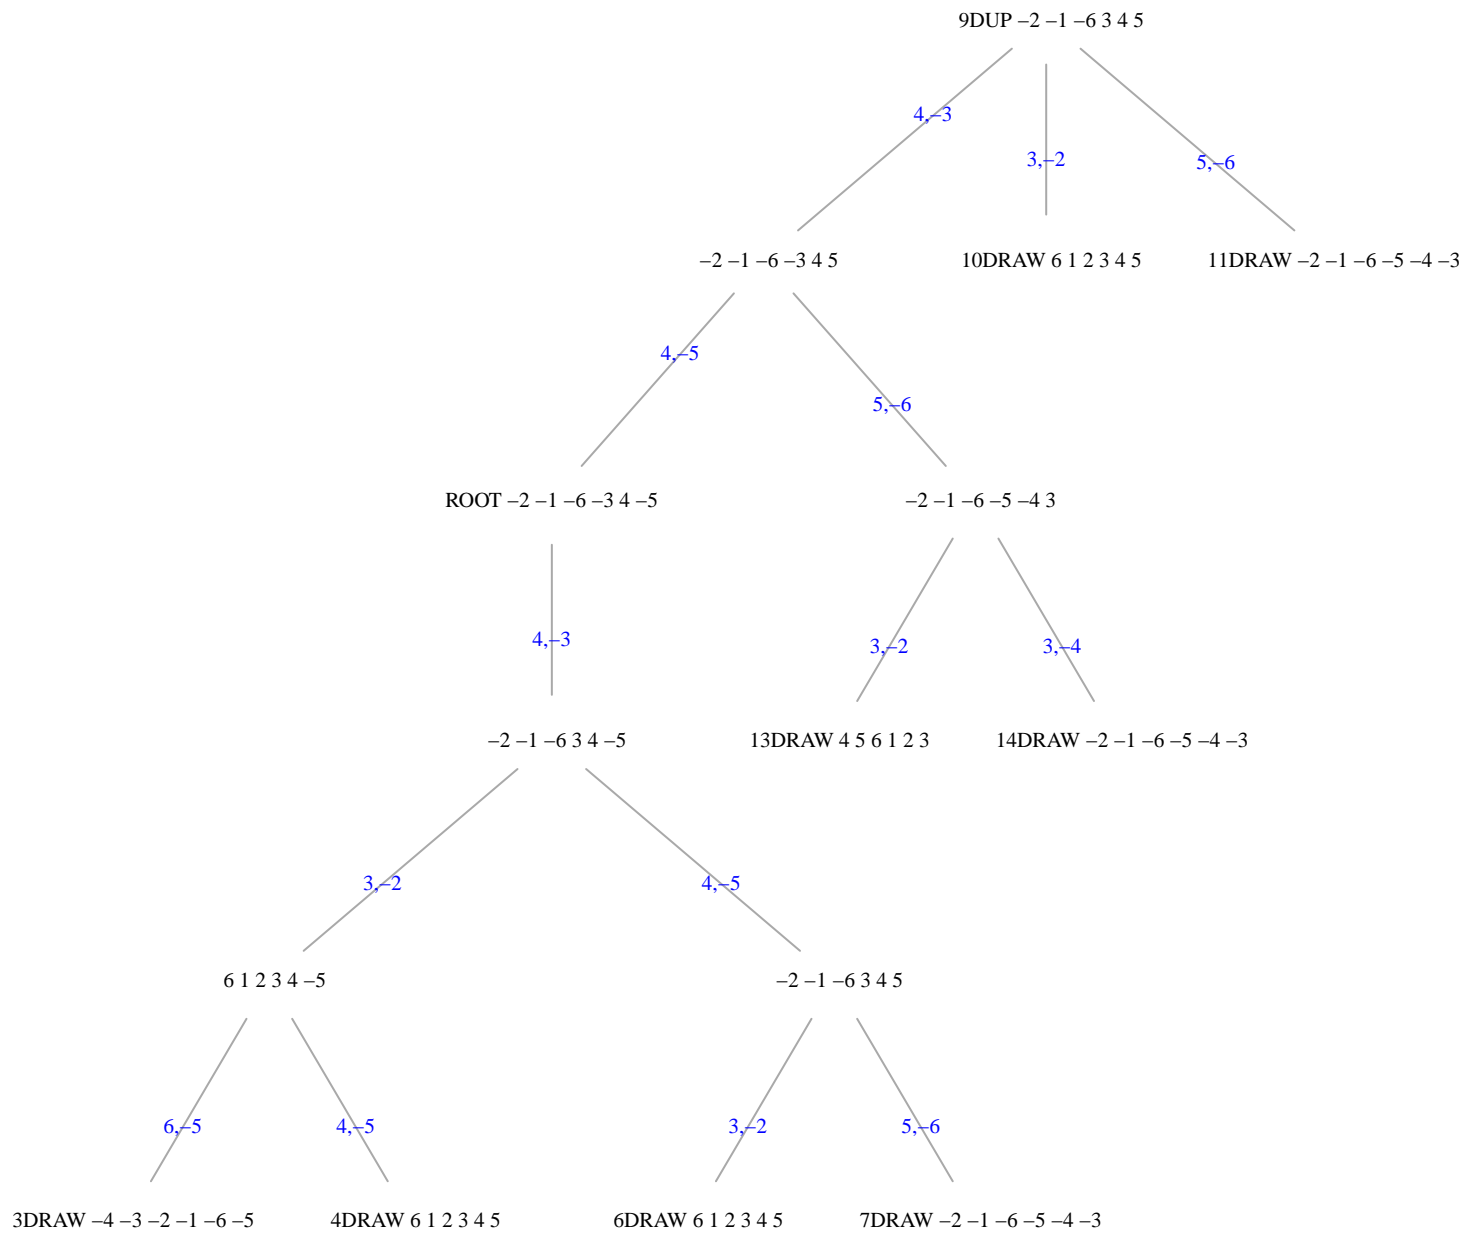 9DUP –2 –1 –6 3 4 5
4,–3
3,–2
5,–6
–2 –1 –6 –3 4 5
10DRAW 6 1 2 3 4 5
11DRAW –2 –1 –6 –5 –4 –3
4,–5
5,–6
ROOT –2 –1 –6 –3 4 –5
–2 –1 –6 –5 –4 3
4,–3
3,–2
3,–4
–2 –1 –6 3 4 –5
13DRAW 4 5 6 1 2 3
14DRAW –2 –1 –6 –5 –4 –3
3,–2
4,–5
6 1 2 3 4 –5
–2 –1 –6 3 4 5
6,–5
4,–5
3,–2
5,–6
3DRAW –4 –3 –2 –1 –6 –5
4DRAW 6 1 2 3 4 5
6DRAW 6 1 2 3 4 5
7DRAW –2 –1 –6 –5 –4 –3